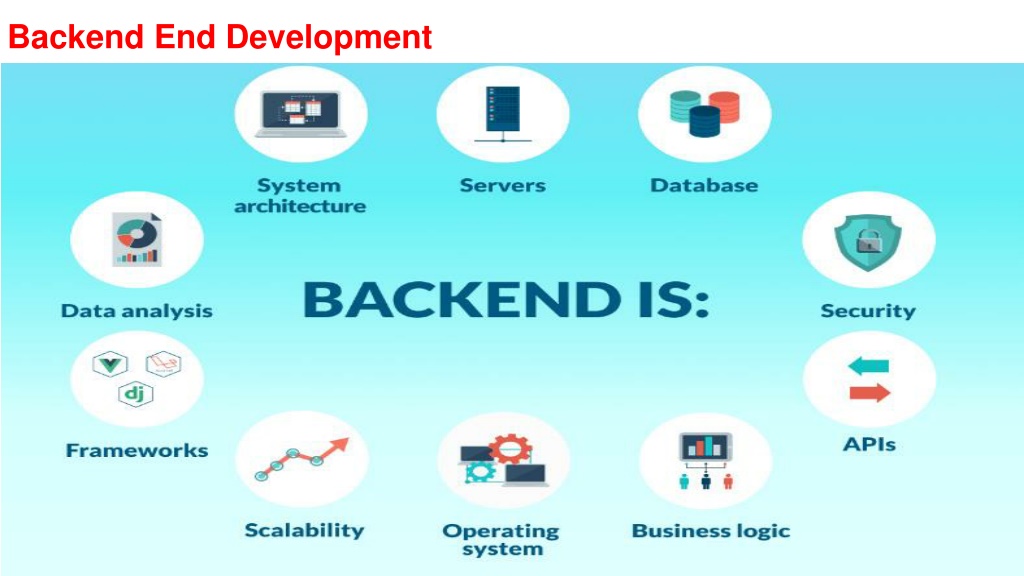 Backend End Development
System
architecture
Servers
Database
Data analysis
BACKEND IS:
Security
dj
Frameworks
APIs
Scalability
Operating
system
Business logic